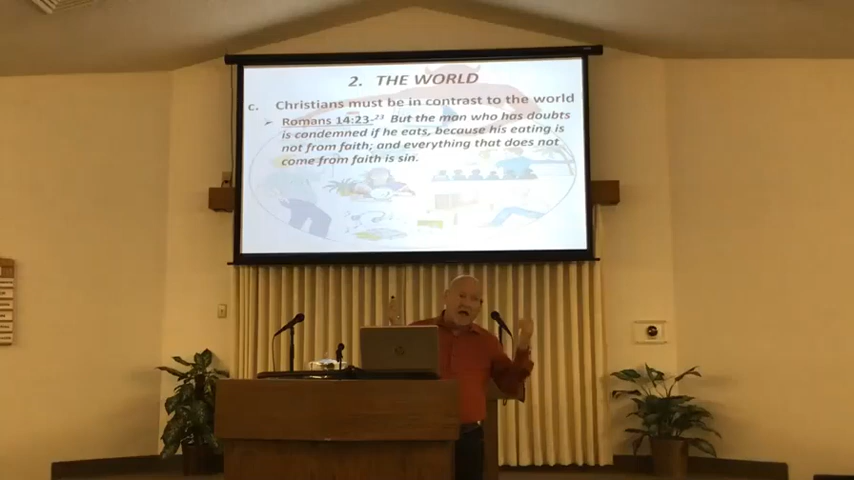 2. THE WORLD
c. Christians must be in contrast to the world
➢ Romans 14:23-²³ But the man who has doubts
is condemned if he eats, because his eating is
not from faith; and everything that does not
come from faith is sin.